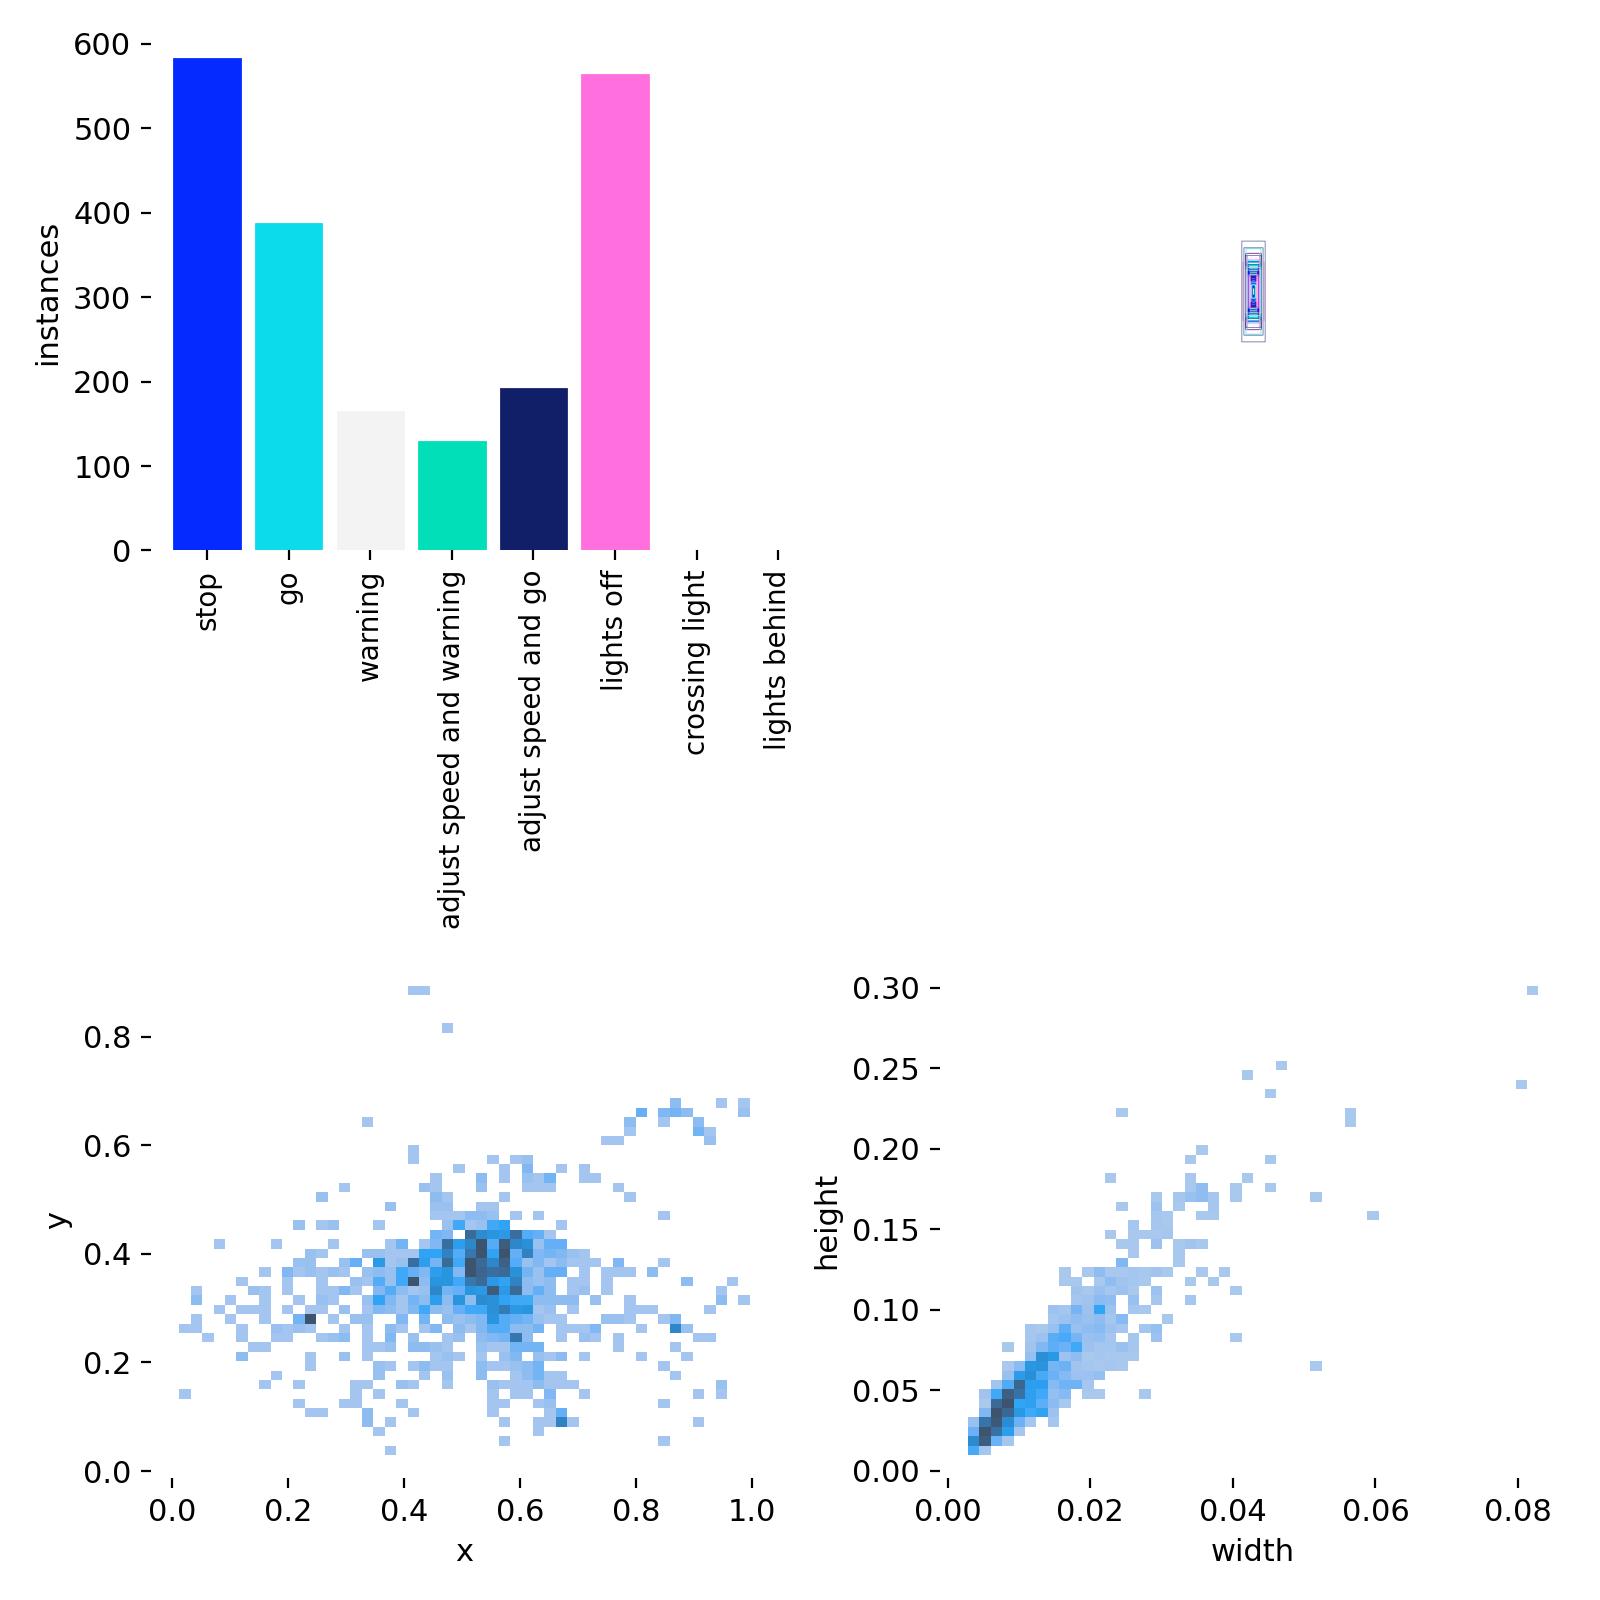 600
500
400
300
200
100
0
instances
stop
go
warning
adjust speed and warning
adjust speed and go
lights off
crossing light
lights behind
0.8
0.6
0.4
0.2
0.0
y
0.0 0.2 0.4 0.6 0.8 1.0
x
0.30
0.25
0.20
0.15
0.10
0.05
0.00
height
0.00 0.02 0.04 0.06 0.08
width